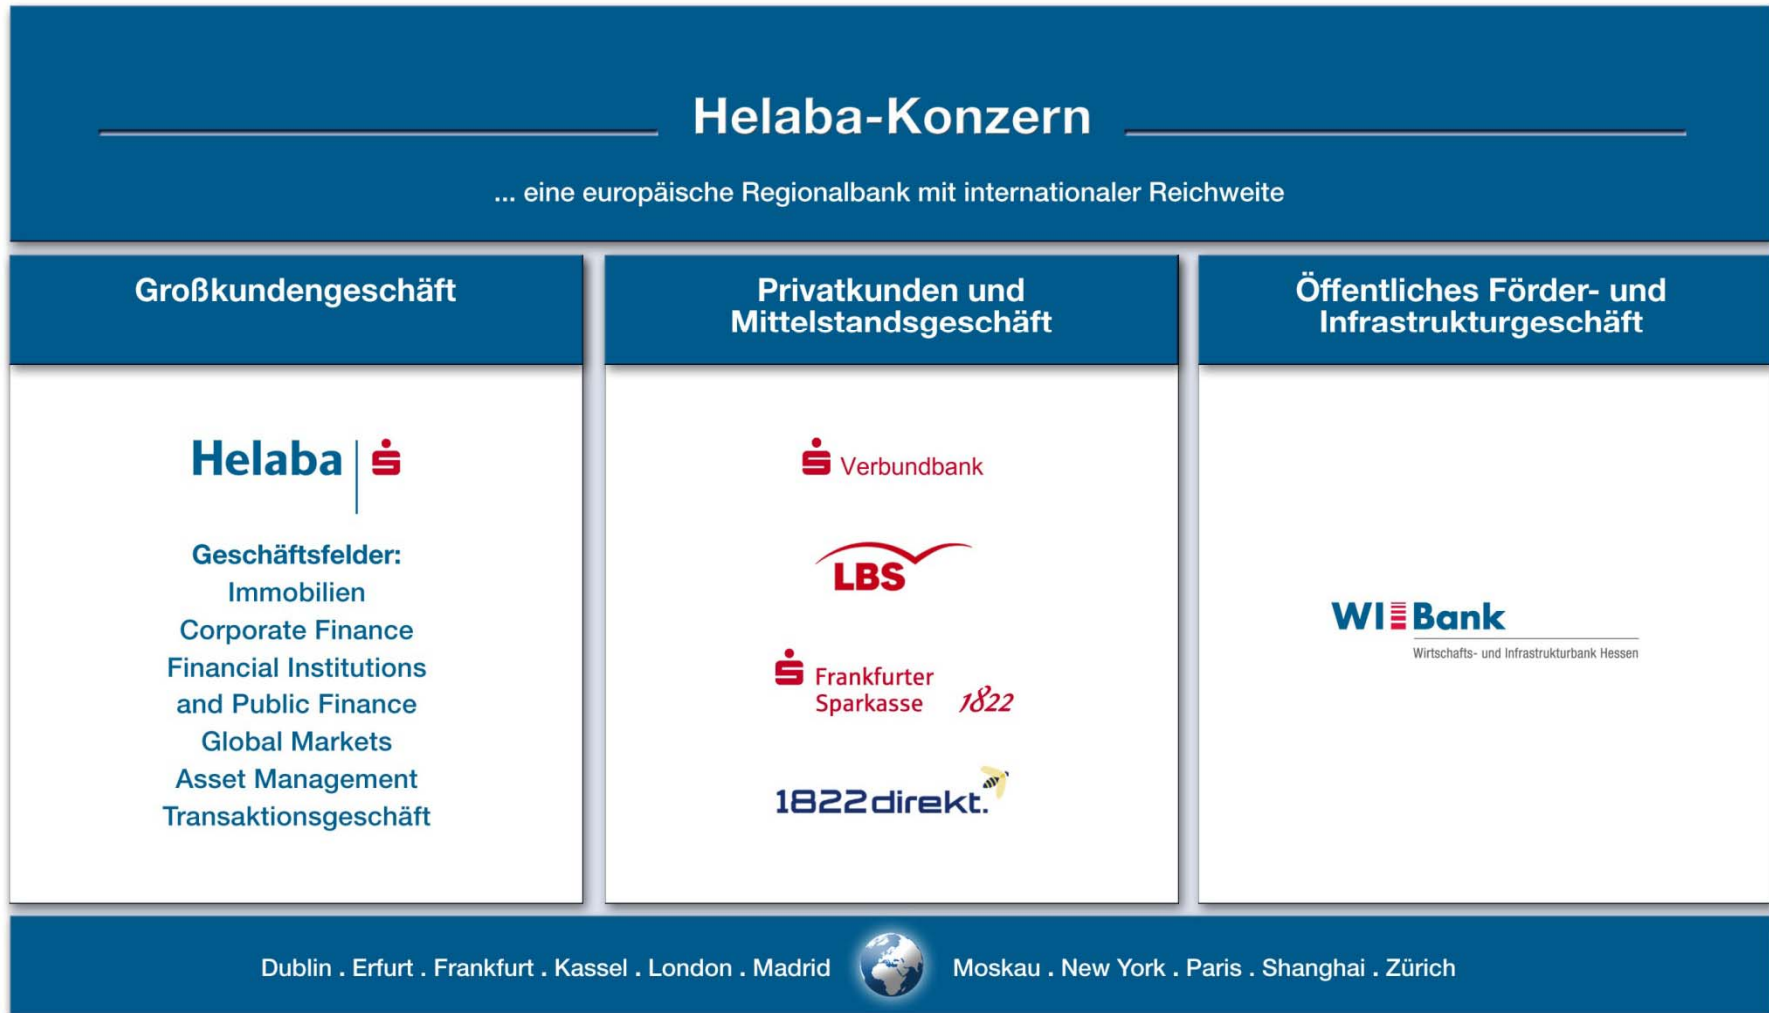 Helaba-Konzern
... eine europäische Regionalbank mit internationaler Reichweite
Großkundengeschäft
Helaba
Geschäftsfelder:
Immobilien
Corporate Finance
Financial Institutions
and Public Finance
Global Markets
Asset Management
Transaktionsgeschäft
Privatkunden und
Mittelstandsgeschäft
Verbundbank
LBS
Frankfurter
Sparkasse 1822
1822direkt.
Öffentliches Förder- und
Infrastrukturgeschäft
WIBank
Wirtschafts- und Infrastrukturbank Hessen
Dublin . Erfurt . Frankfurt . Kassel . London . Madrid Moskau . New York . Paris . Shanghai . Zürich